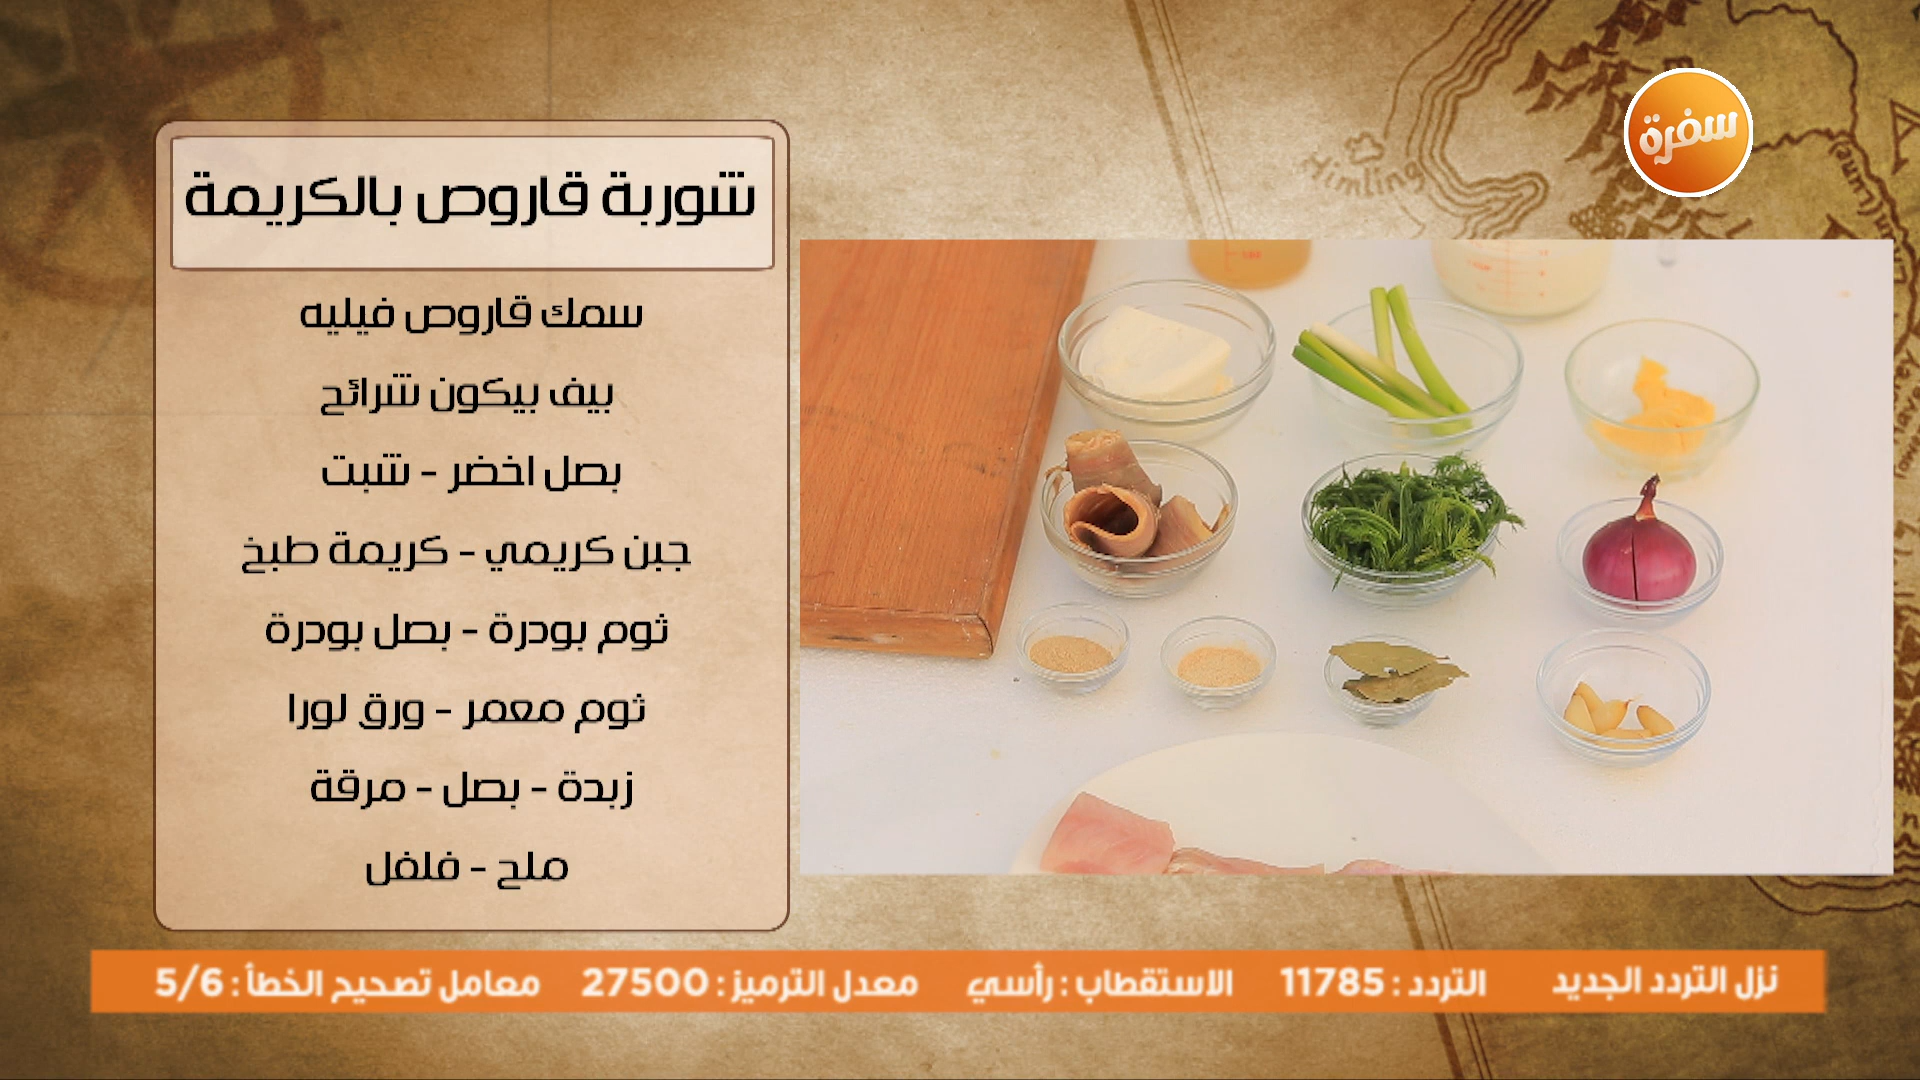 سفرة
شوربة قاروص بالكريمة
سمك قاروص فيليه
بيف بيكون شرائح
بصل اخضر - شبت
جبن كريمي - كريمة طبخ
ثوم بودرة - بصل بودرة
ثوم معمر - ورق لورا
زبدة - بصل - مرقة
ملح - فلفل
Himling
نزل التردد الجديد التردد : 11785 الاستقطاب : رأسي معدل الترميز : 27500 معامل تصحيح الخطأ : 5/6